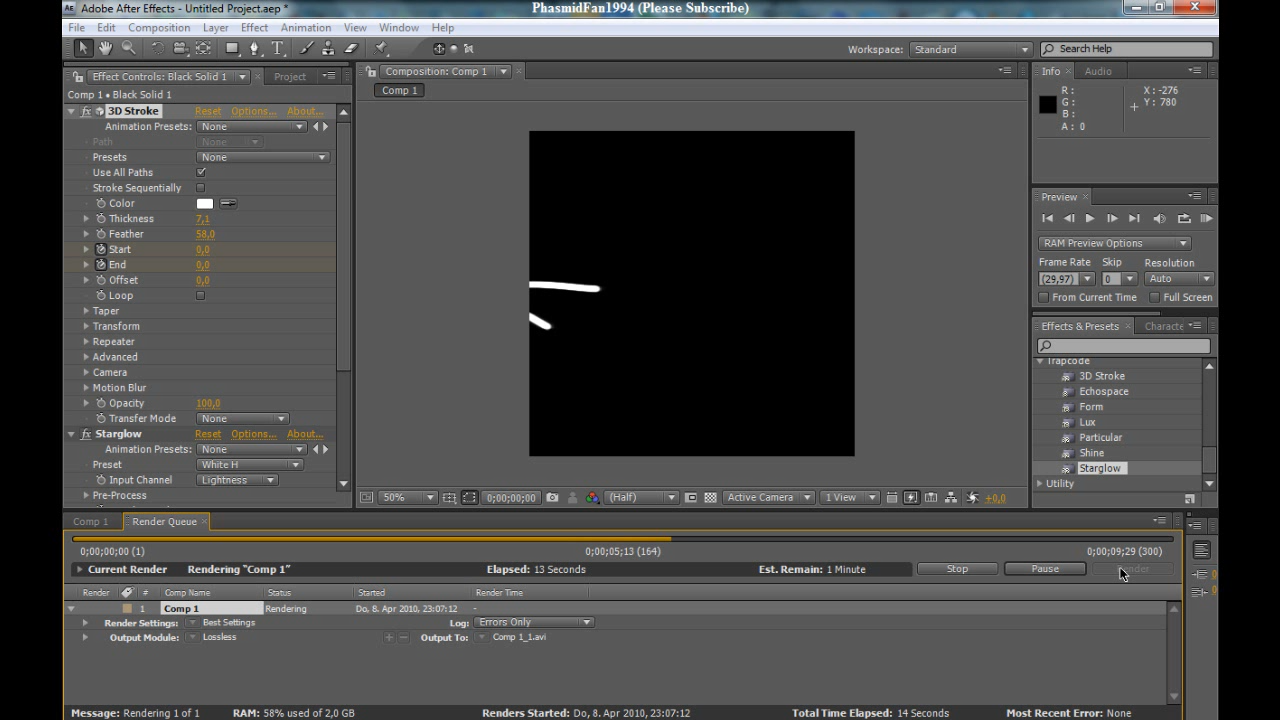 PhasmidFan1994 (Please Subscribe)
AE Adobe After Effects - Untitled Project.aep *
File Edit Composition Layer Effect Animation View Window Help
Workspace: Standard Search Help
Effect Controls: Black Solid 1 Project
Comp 1 • Black Solid 1
3D Stroke Reset Options... About...
Animation Presets: None
Path None
Presets None
Use All Paths
Stroke Sequentially
Color
Thickness 7,1
Feather 58,0
Start 0,0
End 0,0
Offset 0,0
Loop
Taper
Transform
Repeater
Advanced
Camera
Motion Blur
Opacity 100,0
Transfer Mode None
Starglow Reset Options... About...
Animation Presets: None
Preset White H
Input Channel Lightness
Pre-Process
Composition: Comp 1
Comp 1
50% 0;00;00;00 (Half) Active Camera 1 View +0,0
Info Audio
R : X : -276
G : Y : 780
B :
A : 0
Preview
RAM Preview Options
Frame Rate Skip Resolution
(29,97) 0 Auto
From Current Time Full Screen
Effects & Presets Characte
Trapcode
3D Stroke
Echospace
Form
Lux
Particular
Shine
Starglow
Utility
Comp 1 Render Queue
0;00;00;00 (1) 0;00;05;13 (164) 0;00;09;29 (300)
Current Render Rendering "Comp 1" Elapsed: 13 Seconds Est. Remain: 1 Minute Stop Pause Render
Render # Comp Name Status Started Render Time
1 Comp 1 Rendering Do, 8. Apr 2010, 23:07:12 -
Render Settings: Best Settings Log: Errors Only
Output Module: Lossless Output To: Comp 1_1.avi
Message: Rendering 1 of 1 RAM: 58% used of 2,0 GB Renders Started: Do, 8. Apr 2010, 23:07:12 Total Time Elapsed: 14 Seconds Most Recent Error: None